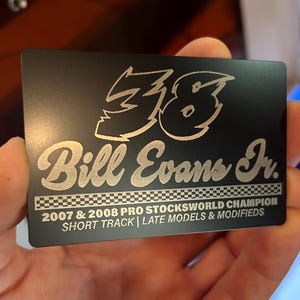 38
Bill Evans Jr.
2007 & 2008 PRO STOCKSWORLD CHAMPION
SHORT TRACK | LATE MODELS & MODIFIEDS